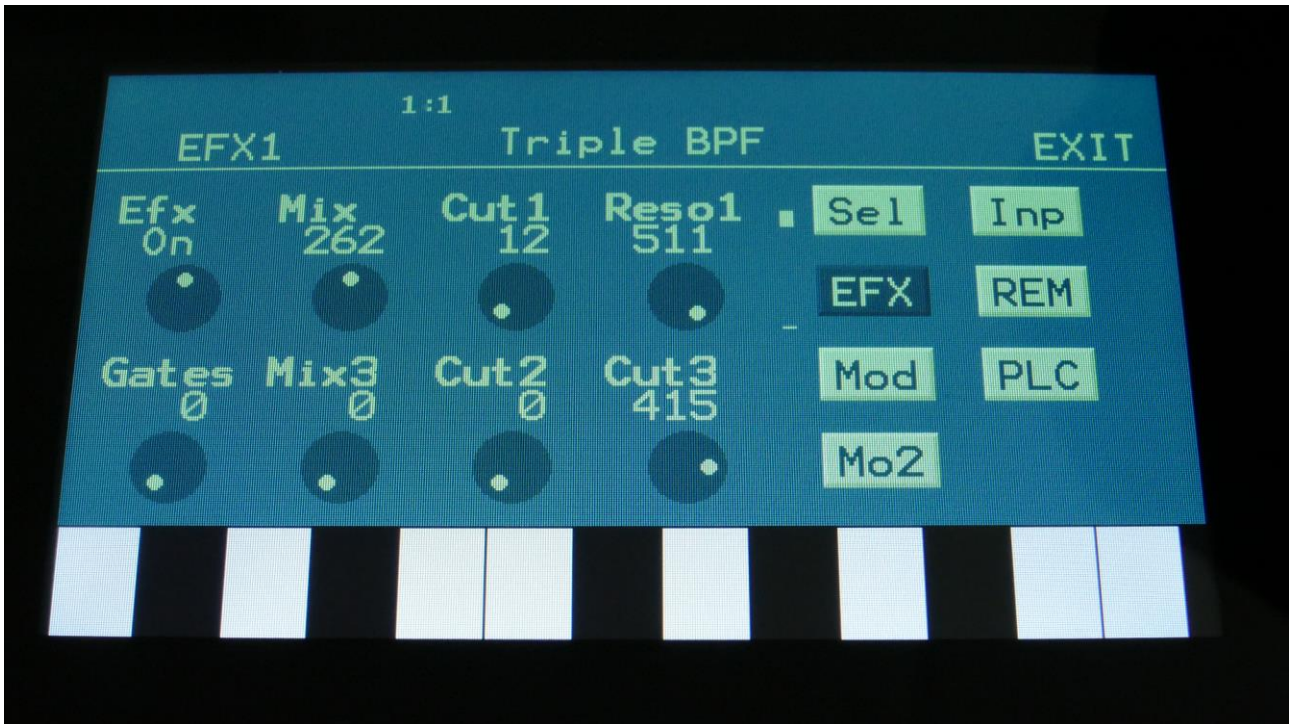 1:1
EFX1 Triple BPF EXIT
Efx Mix Cut1 Reso1 Sel Inp
On 262 12 511
EFX REM
Gates Mix3 Cut2 Cut3 Mod PLC
0 0 0 415
Mo2